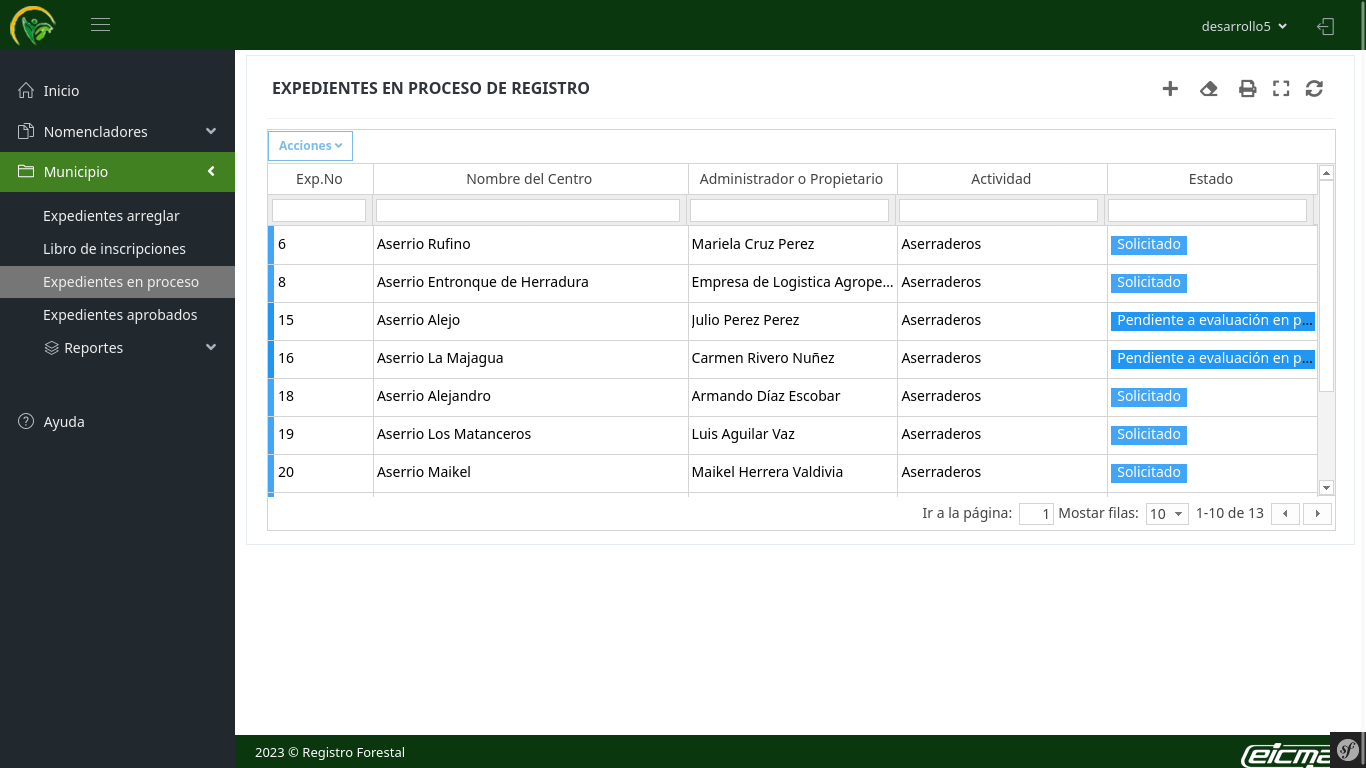 desarrollo5
Inicio
Nomencladores
Municipio
Expedientes arreglar
Libro de inscripciones
Expedientes en proceso
Expedientes aprobados
Reportes
Ayuda
EXPEDIENTES EN PROCESO DE REGISTRO
Acciones
Exp.No Nombre del Centro Administrador o Propietario Actividad Estado
6 Aserrio Rufino Mariela Cruz Perez Aserraderos Solicitado
8 Aserrio Entronque de Herradura Empresa de Logistica Agrope... Aserraderos Solicitado
15 Aserrio Alejo Julio Perez Perez Aserraderos Pendiente a evaluación en p...
16 Aserrio La Majagua Carmen Rivero Nuñez Aserraderos Pendiente a evaluación en p...
18 Aserrio Alejandro Armando Díaz Escobar Aserraderos Solicitado
19 Aserrio Los Matanceros Luis Aguilar Vaz Aserraderos Solicitado
20 Aserrio Maikel Maikel Herrera Valdivia Aserraderos Solicitado
Ir a la página: 1 Mostar filas: 10 1-10 de 13
2023 © Registro Forestal
eicma
sf